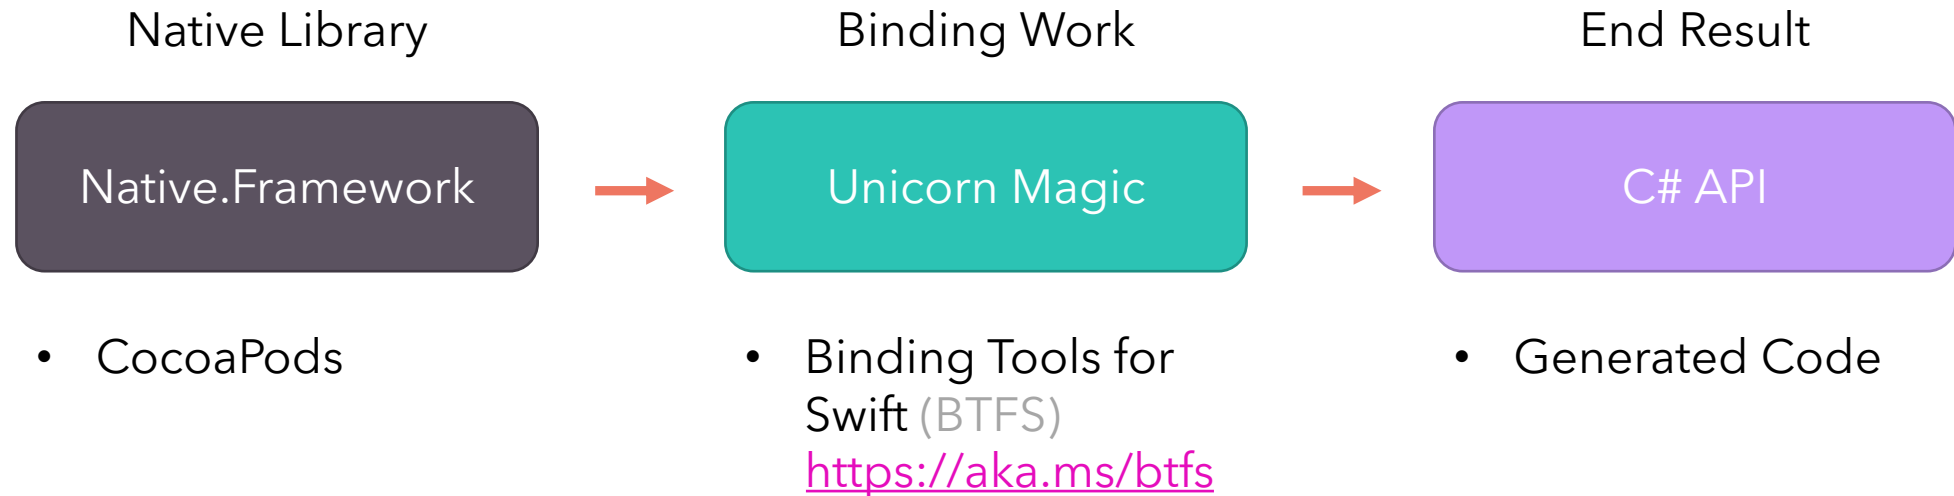 Native Library
Binding Work
End Result
Native.Framework
Unicorn Magic
C# API
• CocoaPods
• Binding Tools for
Swift (BTFS)
https://aka.ms/btfs
• Generated Code